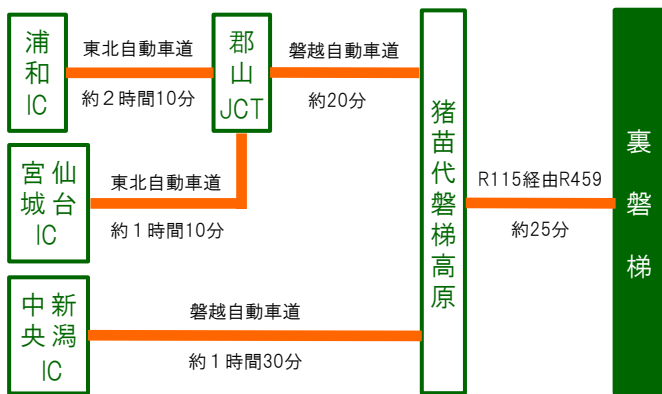 浦和IC
東北自動車道
約2時間10分
郡山JCT
磐越自動車道
約20分
仙台宮城IC
東北自動車道
約1時間10分
新潟中央IC
磐越自動車道
約1時間30分
猪苗代磐梯高原
R115経由R459
約25分
裏磐梯